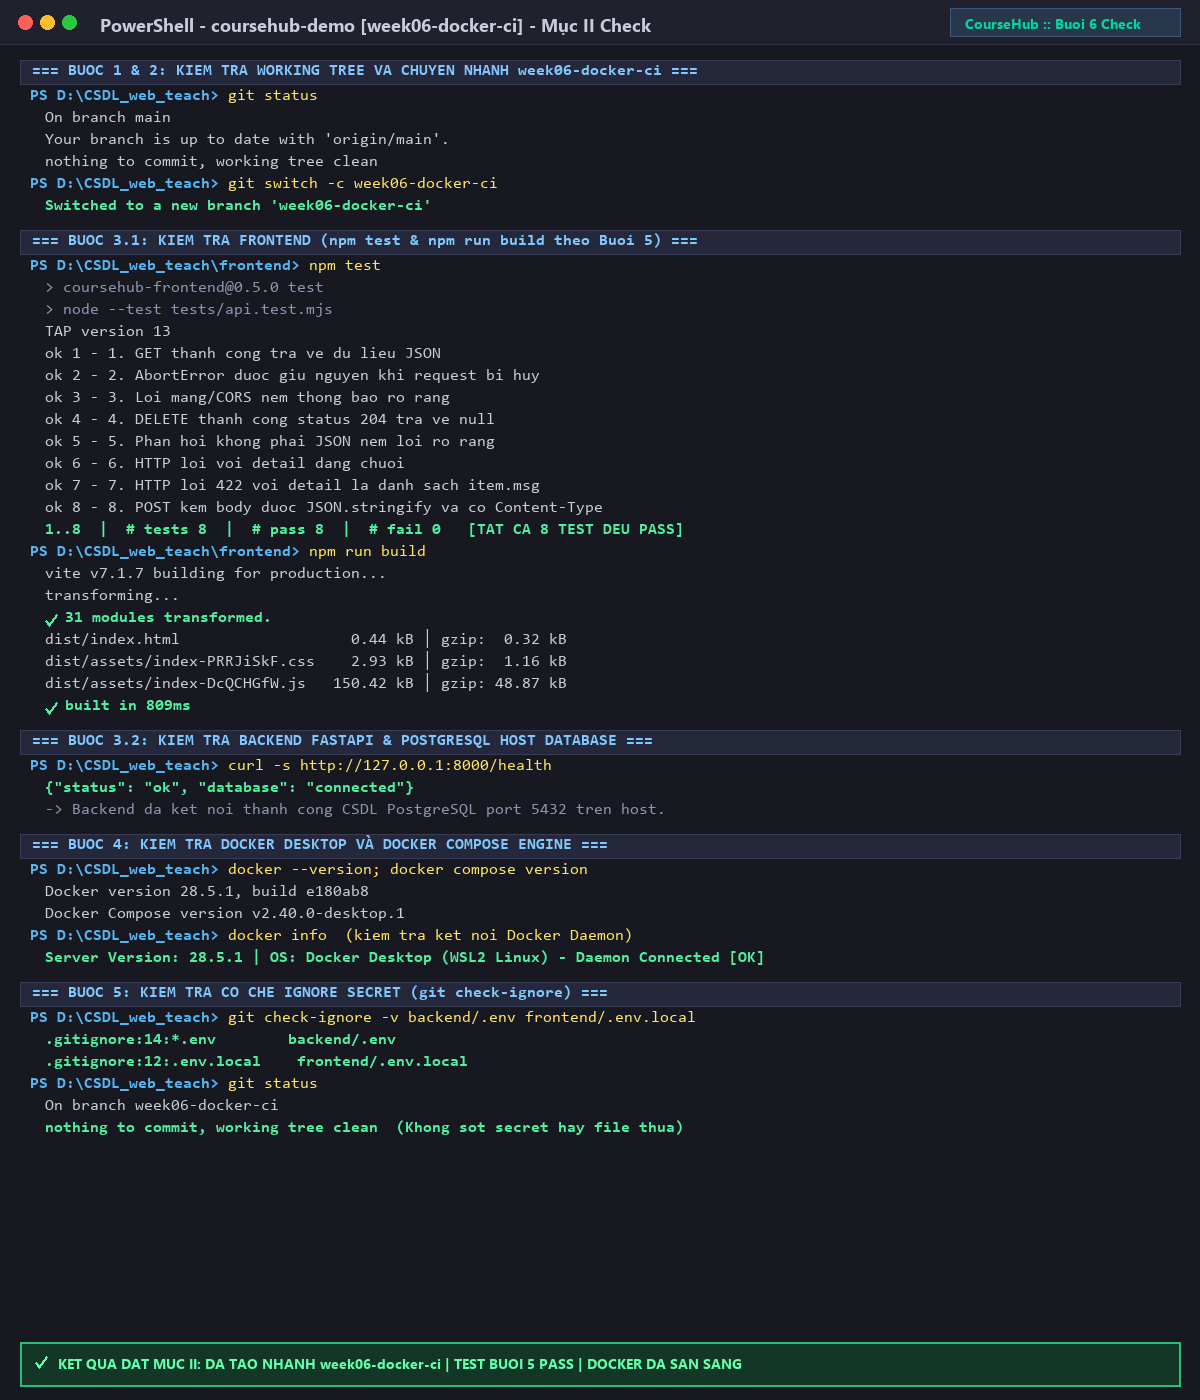 PowerShell - coursehub-demo [week06-docker-ci] - Mục II Check
CourseHub :: Buoi 6 Check
=== BUOC 1 & 2: KIEM TRA WORKING TREE VA CHUYEN NHANH week06-docker-ci ===
PS D:\CSDL_web_teach> git status
On branch main
Your branch is up to date with 'origin/main'.
nothing to commit, working tree clean
PS D:\CSDL_web_teach> git switch -c week06-docker-ci
Switched to a new branch 'week06-docker-ci'
=== BUOC 3.1: KIEM TRA FRONTEND (npm test & npm run build theo Buoi 5) ===
PS D:\CSDL_web_teach\frontend> npm test
> coursehub-frontend@0.5.0 test
> node --test tests/api.test.mjs
TAP version 13
ok 1 - 1. GET thanh cong tra ve du lieu JSON
ok 2 - 2. AbortError duoc giu nguyen khi request bi huy
ok 3 - 3. Loi mang/CORS nem thong bao ro rang
ok 4 - 4. DELETE thanh cong status 204 tra ve null
ok 5 - 5. Phan hoi khong phai JSON nem loi ro rang
ok 6 - 6. HTTP loi voi detail dang chuoi
ok 7 - 7. HTTP loi 422 voi detail la danh sach item.msg
ok 8 - 8. POST kem body duoc JSON.stringify va co Content-Type
1..8 | # tests 8 | # pass 8 | # fail 0 [TAT CA 8 TEST DEU PASS]
PS D:\CSDL_web_teach\frontend> npm run build
vite v7.1.7 building for production...
transforming...
✓ 31 modules transformed.
dist/index.html 0.44 kB │ gzip: 0.32 kB
dist/assets/index-PRRJiSkF.css 2.93 kB │ gzip: 1.16 kB
dist/assets/index-DcQCHGfW.js 150.42 kB │ gzip: 48.87 kB
✓ built in 809ms
=== BUOC 3.2: KIEM TRA BACKEND FASTAPI & POSTGRESQL HOST DATABASE ===
PS D:\CSDL_web_teach> curl -s http://127.0.0.1:8000/health
{"status": "ok", "database": "connected"}
-> Backend da ket noi thanh cong CSDL PostgreSQL port 5432 tren host.
=== BUOC 4: KIEM TRA DOCKER DESKTOP VÀ DOCKER COMPOSE ENGINE ===
PS D:\CSDL_web_teach> docker --version; docker compose version
Docker version 28.5.1, build e180ab8
Docker Compose version v2.40.0-desktop.1
PS D:\CSDL_web_teach> docker info (kiem tra ket noi Docker Daemon)
Server Version: 28.5.1 | OS: Docker Desktop (WSL2 Linux) - Daemon Connected [OK]
=== BUOC 5: KIEM TRA CO CHE IGNORE SECRET (git check-ignore) ===
PS D:\CSDL_web_teach> git check-ignore -v backend/.env frontend/.env.local
.gitignore:14:*.env backend/.env
.gitignore:12:.env.local frontend/.env.local
PS D:\CSDL_web_teach> git status
On branch week06-docker-ci
nothing to commit, working tree clean (Khong sot secret hay file thua)
✓ KET QUA DAT MUC II: DA TAO NHANH week06-docker-ci | TEST BUOI 5 PASS | DOCKER DA SAN SANG